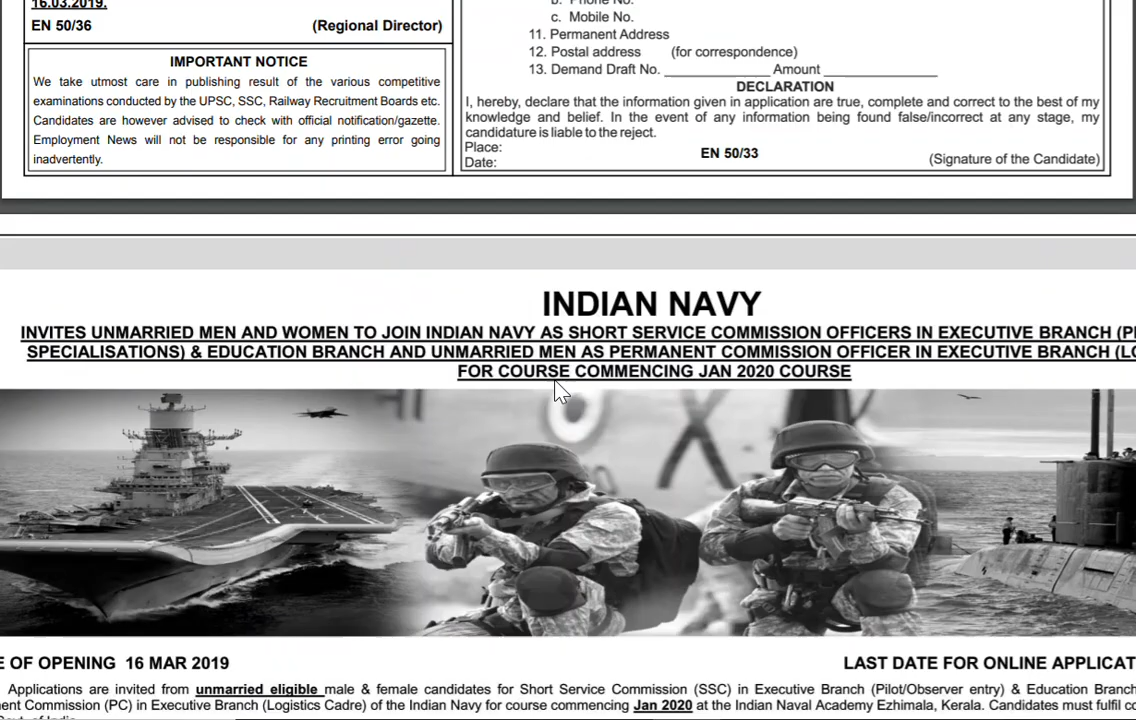 16.03.2019.
EN 50/36 (Regional Director)
IMPORTANT NOTICE
We take utmost care in publishing result of the various competitive
examinations conducted by the UPSC, SSC, Railway Recruitment Boards etc.
Candidates are however advised to check with official notification/gazette.
Employment News will not be responsible for any printing error going
inadvertently.
b. Phone No.
c. Mobile No.
11. Permanent Address
12. Postal address (for correspondence)
13. Demand Draft No. ______________ Amount _______________
DECLARATION
I, hereby, declare that the information given in application are true, complete and correct to the best of my
knowledge and belief. In the event of any information being found false/incorrect at any stage, my
candidature is liable to the reject.
Place:
Date:
EN 50/33
(Signature of the Candidate)
INDIAN NAVY
INVITES UNMARRIED MEN AND WOMEN TO JOIN INDIAN NAVY AS SHORT SERVICE COMMISSION OFFICERS IN EXECUTIVE BRANCH
SPECIALISATIONS) & EDUCATION BRANCH AND UNMARRIED MEN AS PERMANENT COMMISSION OFFICER IN EXECUTIVE BRANCH
FOR COURSE COMMENCING JAN 2020 COURSE
E OF OPENING 16 MAR 2019
LAST DATE FOR ONLINE APPLICAT
Applications are invited from unmarried eligible male & female candidates for Short Service Commission (SSC) in Executive Branch (Pilot/Observer entry) & Education Branch
ent Commission (PC) in Executive Branch (Logistics Cadre) of the Indian Navy for course commencing Jan 2020 at the Indian Naval Academy Ezhimala, Kerala. Candidates must fulfil